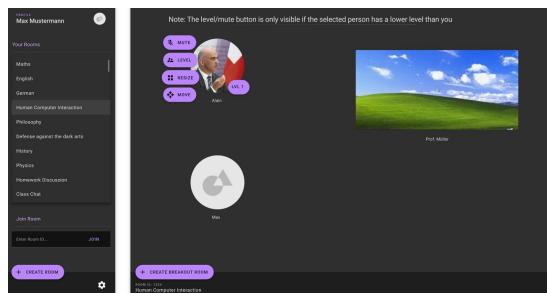 PROFILE
Max Mustermann
Your Rooms
Maths
English
German
Human Computer Interaction
Philosophy
Defense against the dark arts
History
Physics
Homework Discussion
Class Chat
Join Room
Enter Room ID...
JOIN
+ CREATE ROOM
Note: The level/mute button is only visible if the selected person has a lower level than you
MUTE
LEVEL
RESIZE
MOVE
LVL 1
Alain
Prof. Müller
Max
+ CREATE BREAKOUT ROOM
Human Computer Interaction